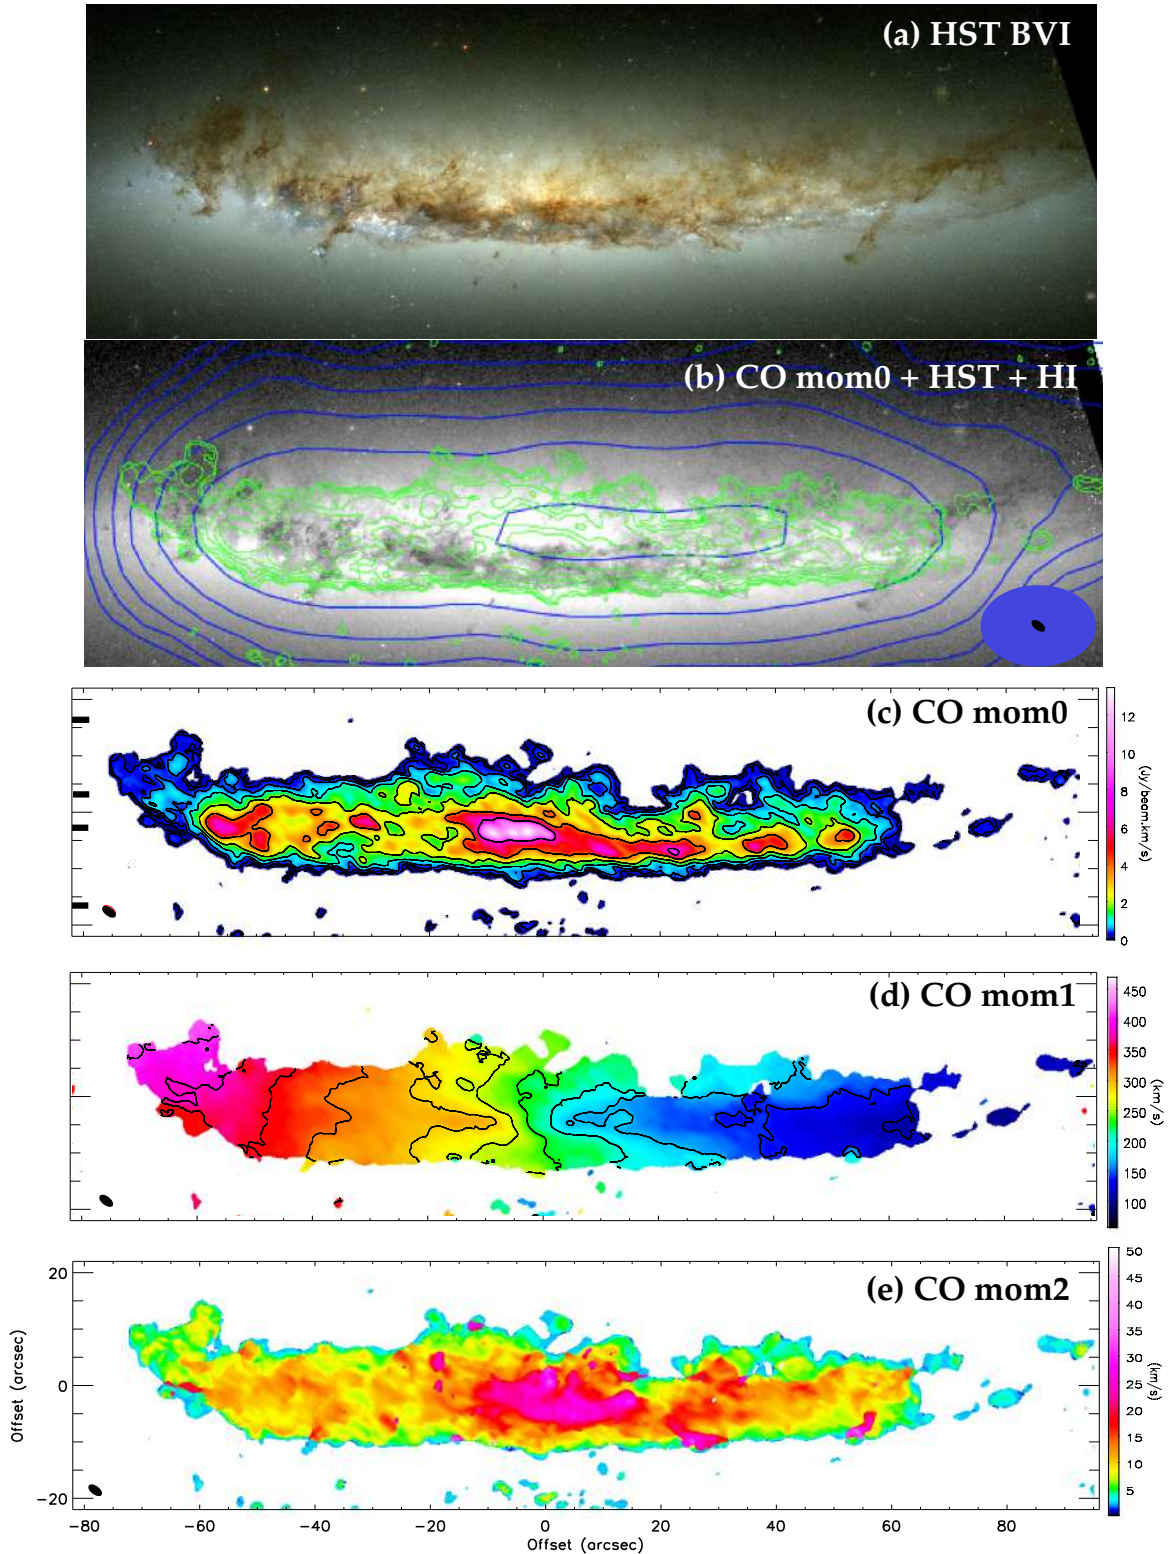 (a) HST BVI
(b) CO mom0 + HST + HI
(c) CO mom0
12
10
8
6
4
2
0
(Jy/beam.km/s)
(d) CO mom1
450
400
350
300
250
200
150
100
(km/s)
(e) CO mom2
50
45
40
35
30
25
20
15
10
5
(km/s)
20
0
−20
Offset (arcsec)
−80 −60 −40 −20 0 20 40 60 80
Offset (arcsec)